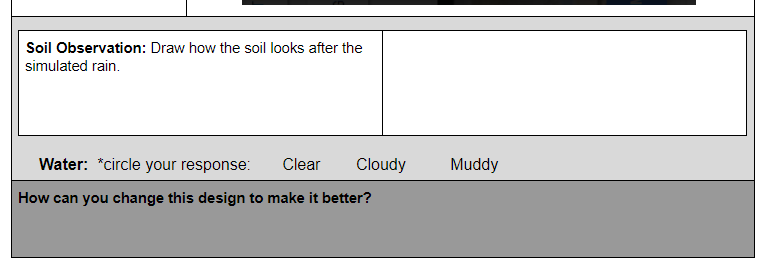 Soil Observation: Draw how the soil looks after the
simulated rain.
Water: *circle your response: Clear Cloudy Muddy
How can you change this design to make it better?